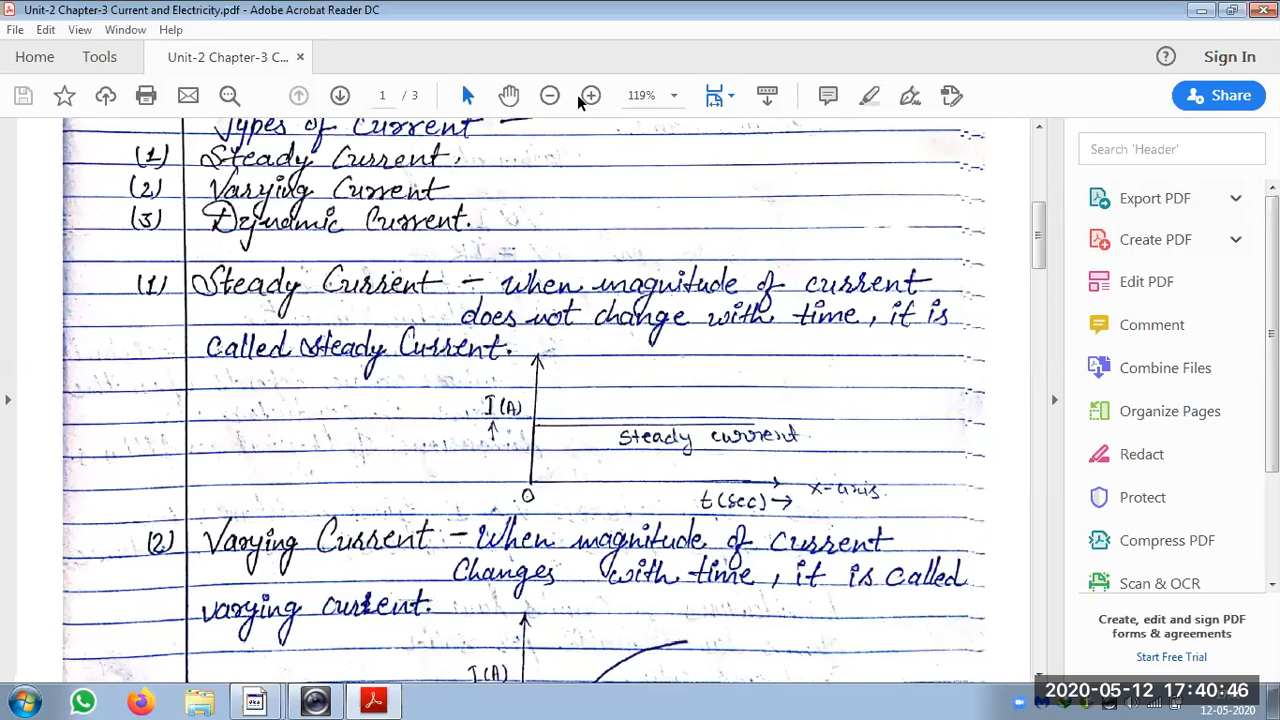 Unit-2 Chapter-3 Current and Electricity.pdf - Adobe Acrobat Reader DC
File Edit View Window Help
Home Tools Unit-2 Chapter-3 C... ×
Sign In
1 / 3
119%
Share
Types of Current —
(1) Steady Current.
(2) Varying Current
(3) Dynamic Current.
(1) Steady Current - When magnitude of current
does not change with time, it is
called steady Current.
I(A)
↑
steady current
0
t(sec) →
x-axis.
(2) Varying Current - When magnitude of current
Changes with time, it is called
varying current.
I(A)
Search 'Header'
Export PDF
Create PDF
Edit PDF
Comment
Combine Files
Organize Pages
Redact
Protect
Compress PDF
Scan & OCR
Create, edit and sign PDF
forms & agreements
Start Free Trial
2020-05-12 17:40:46
12-05-2020